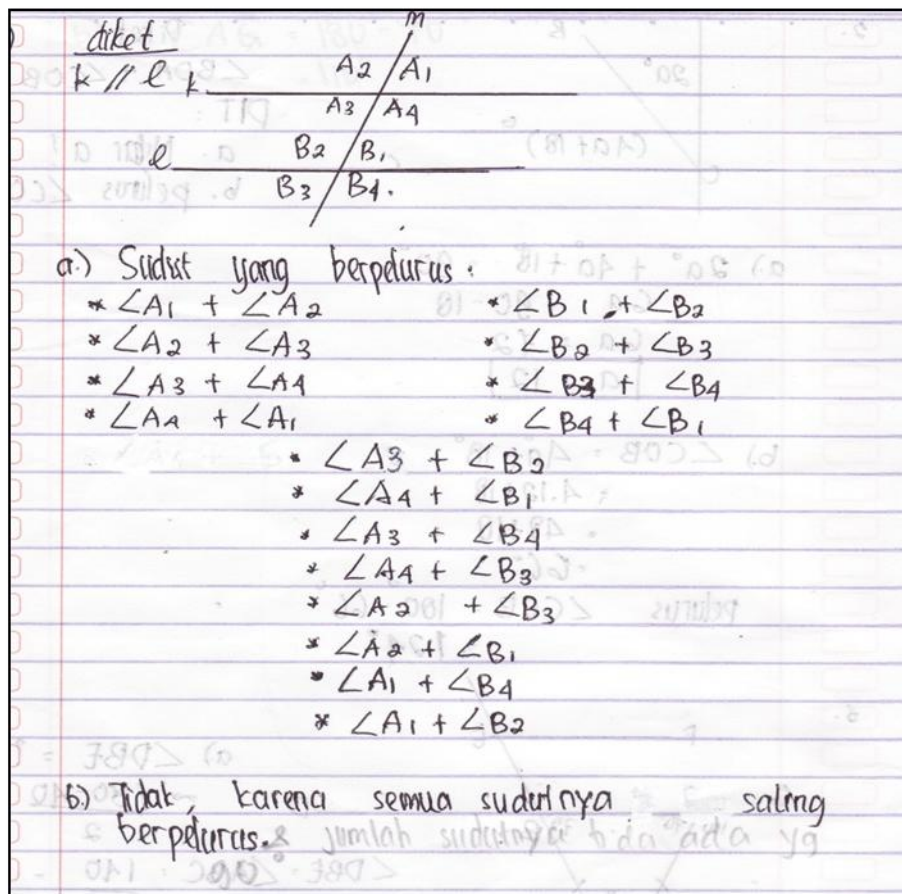 diket
m
k // l
k
A2 A1
A3 A4
l
B2 B1
B3 B4.
a.) Sudut yang berpelurus :
* ∠A1 + ∠A2 * ∠B1 + ∠B2
* ∠A2 + ∠A3 * ∠B2 + ∠B3
* ∠A3 + ∠A4 * ∠B3 + ∠B4
* ∠A4 + ∠A1 * ∠B4 + ∠B1
* ∠A3 + ∠B2
* ∠A4 + ∠B1
* ∠A3 + ∠B4
* ∠A4 + ∠B3
* ∠A2 + ∠B3
* ∠A2 + ∠B1
* ∠A1 + ∠B4
* ∠A1 + ∠B2
b.) Tidak, karena semua sudutnya saling
berpelurus. & jumlah sudutnya tida ada yg